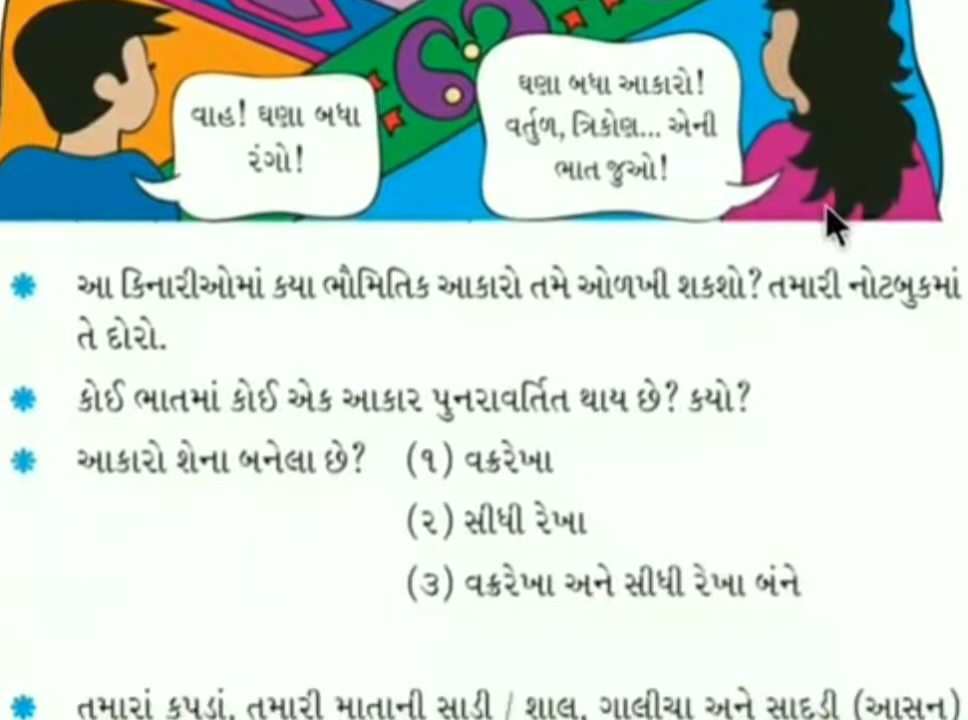 વાહ! ઘણા બધા
રંગો!
ઘણા બધા આકારો!
વર્તુળ, ત્રિકોણ... એની
ભાત જુઓ!
આ કિનારીઓમાં કયા ભૌમિતિક આકારો તમે ઓળખી શકશો? તમારી નોટબુકમાં
તે દોરો.
કોઈ ભાતમાં કોઈ એક આકાર પુનરાવર્તિત થાય છે? કયો?
આકારો શેના બનેલા છે? (૧) વક્રરેખા
(૨) સીધી રેખા
(૩) વક્રરેખા અને સીધી રેખા બંને
તમારાં કપડાં, તમારી માતાની સાડી / શાલ, ગાલીચા અને સાદડી (આસન)